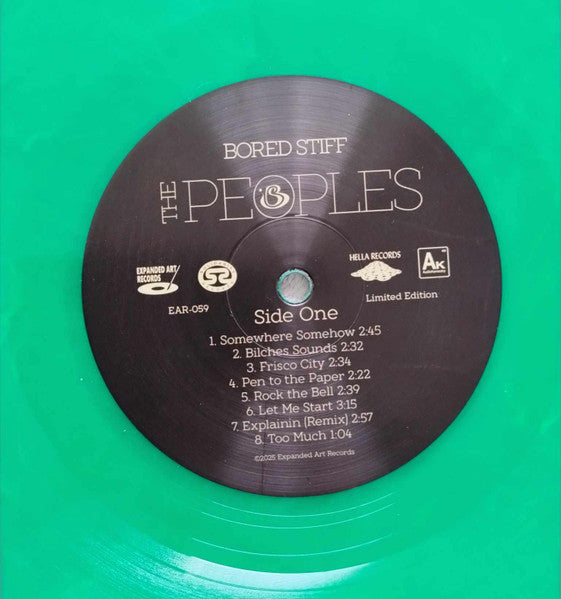 BORED STIFF
THE PEOPLES
EXPANDED ART
RECORDS
HELLA RECORDS
AK
EAR-059
Limited Edition
Side One
1. Somewhere Somehow 2:45
2. Bilches Sounds 2:32
3. Frisco City 2:34
4. Pen to the Paper 2:22
5. Rock the Bell 2:39
6. Let Me Start 3:15
7. Explainin (Remix) 2:57
8. Too Much 1:04
©2025 Expanded Art Records